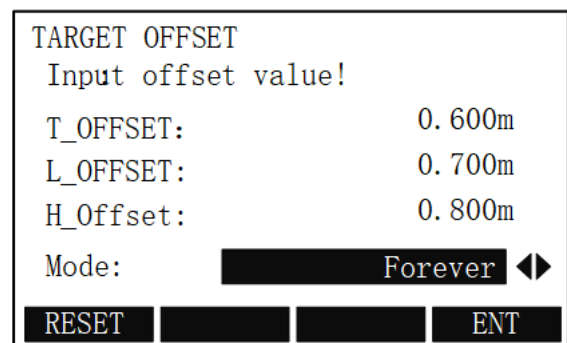 TARGET OFFSET
Input offset value!
T_OFFSET: 0.600m
L_OFFSET: 0.700m
H_Offset: 0.800m
Mode: Forever
RESET ENT